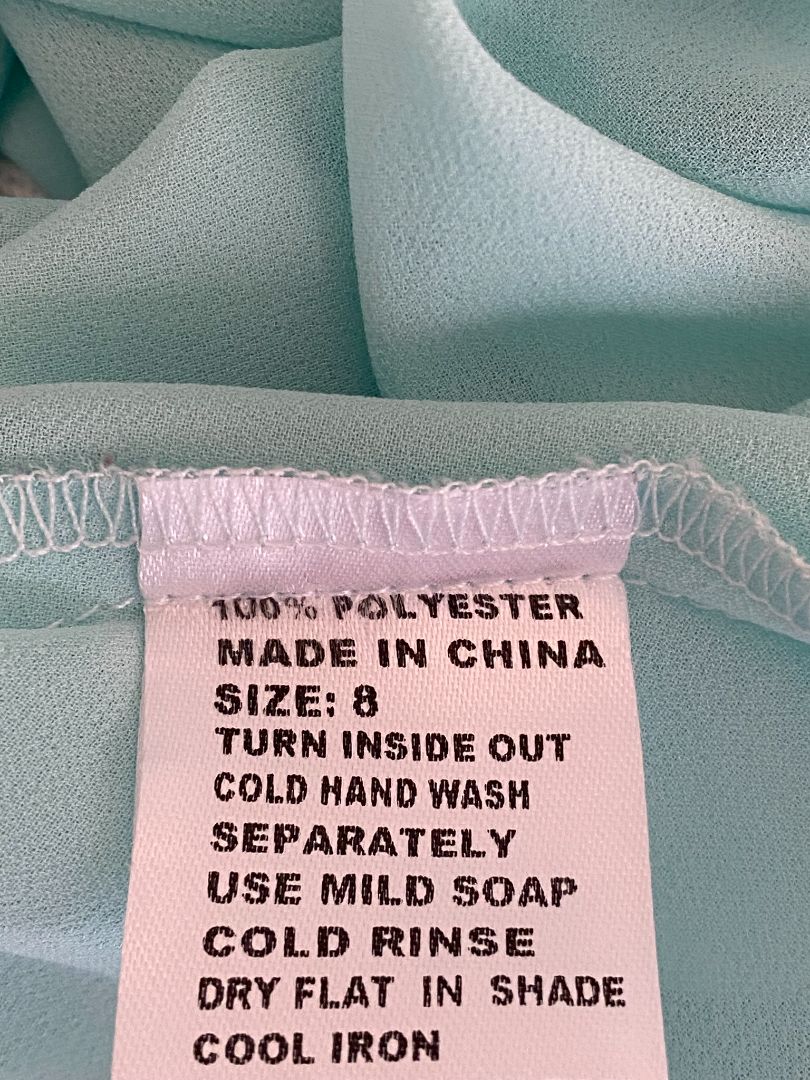 100% POLYESTER
MADE IN CHINA
SIZE: 8
TURN INSIDE OUT
COLD HAND WASH
SEPARATELY
USE MILD SOAP
COLD RINSE
DRY FLAT IN SHADE
COOL IRON